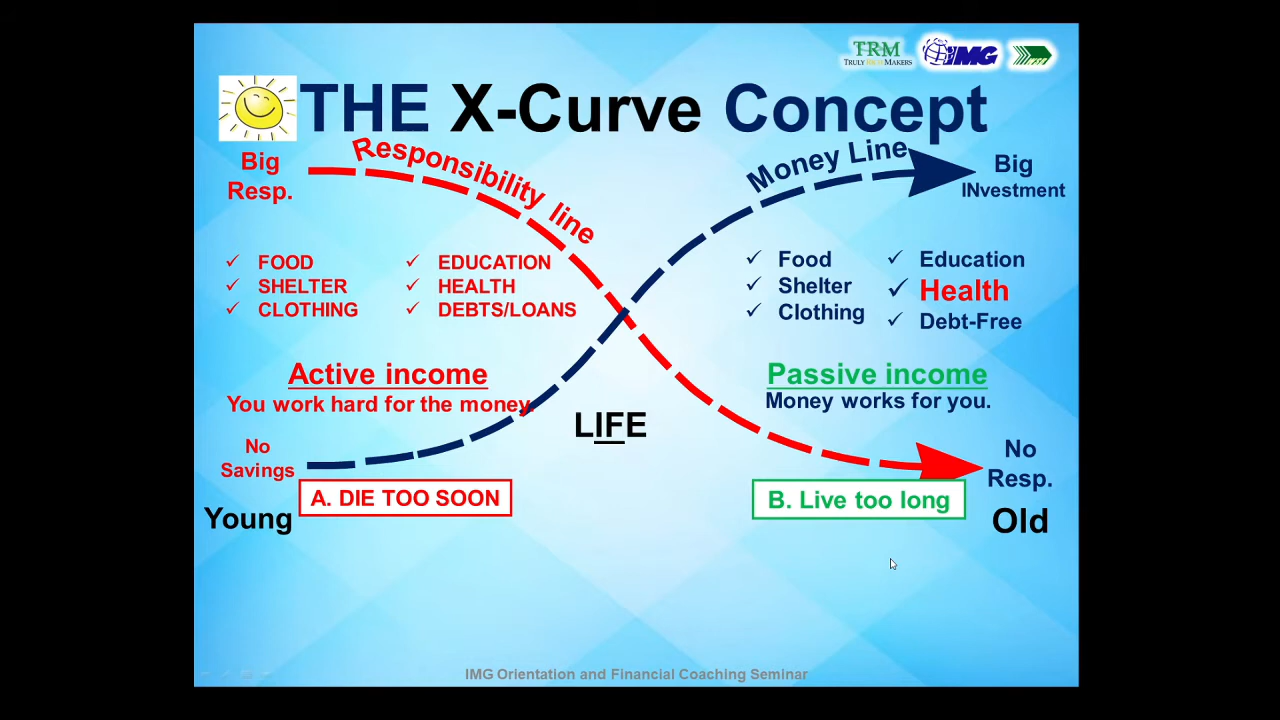 TRM
TRULY RICH MAKERS
IMG
THE X-Curve Concept
Big
Resp.
Responsibility line
Money Line
Big
INvestment
✓ FOOD
✓ SHELTER
✓ CLOTHING
✓ EDUCATION
✓ HEALTH
✓ DEBTS/LOANS
✓ Food
✓ Shelter
✓ Clothing
✓ Education
✓ Health
✓ Debt-Free
Active income
You work hard for the money.
Passive income
Money works for you.
LIFE
No
Savings
No
Resp.
A. DIE TOO SOON
B. Live too long
Young
Old
IMG Orientation and Financial Coaching Seminar